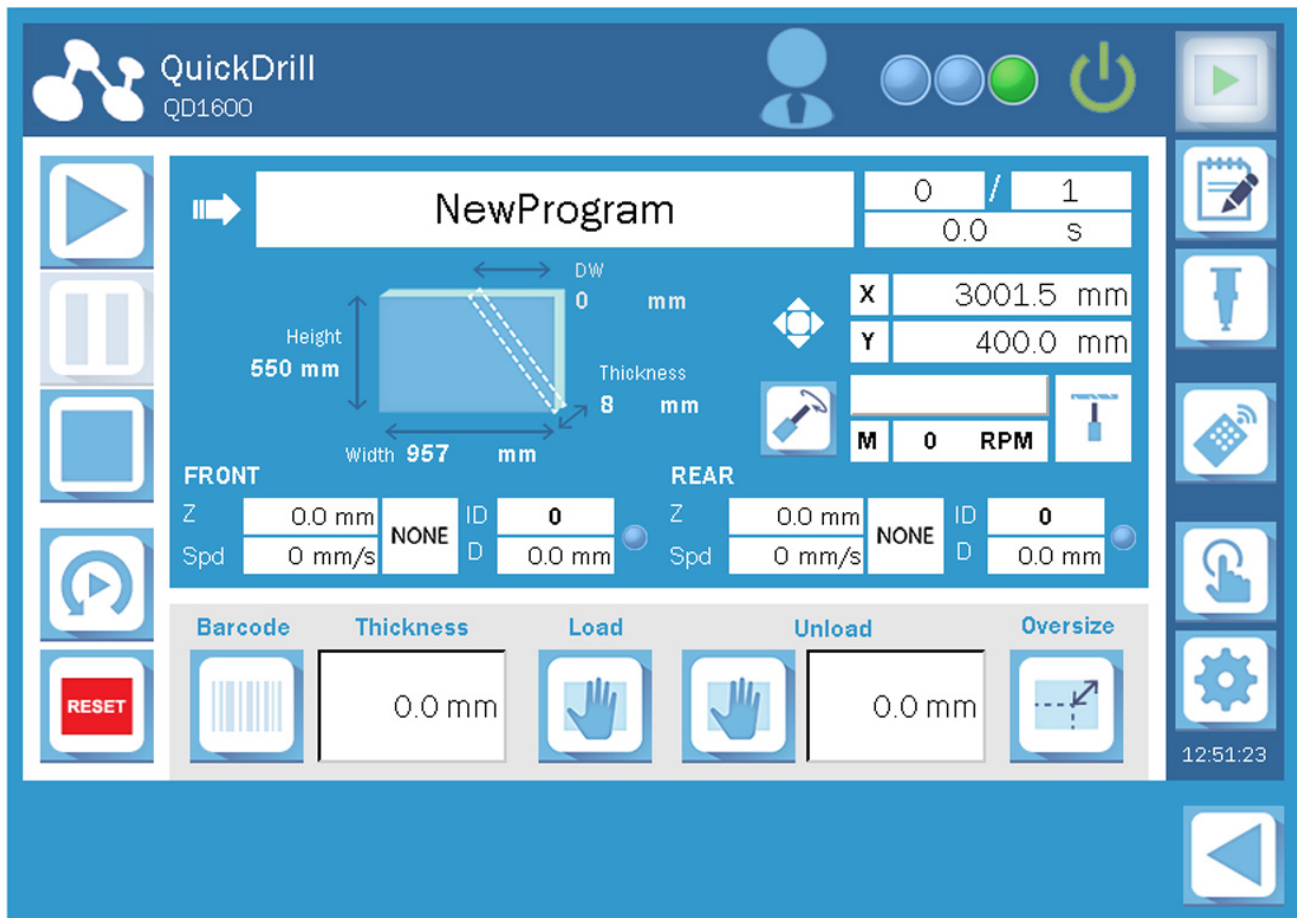 QuickDrill
QD1600
NewProgram
0 / 1
0.0 s
DW
0 mm
Height
550 mm
Thickness
8 mm
Width 957 mm
X 3001.5 mm
Y 400.0 mm
M 0 RPM
FRONT
Z 0.0 mm NONE ID 0
Spd 0 mm/s D 0.0 mm
REAR
Z 0.0 mm NONE ID 0
Spd 0 mm/s D 0.0 mm
Barcode Thickness Load Unload Oversize
RESET
0.0 mm 0.0 mm
12:51:23